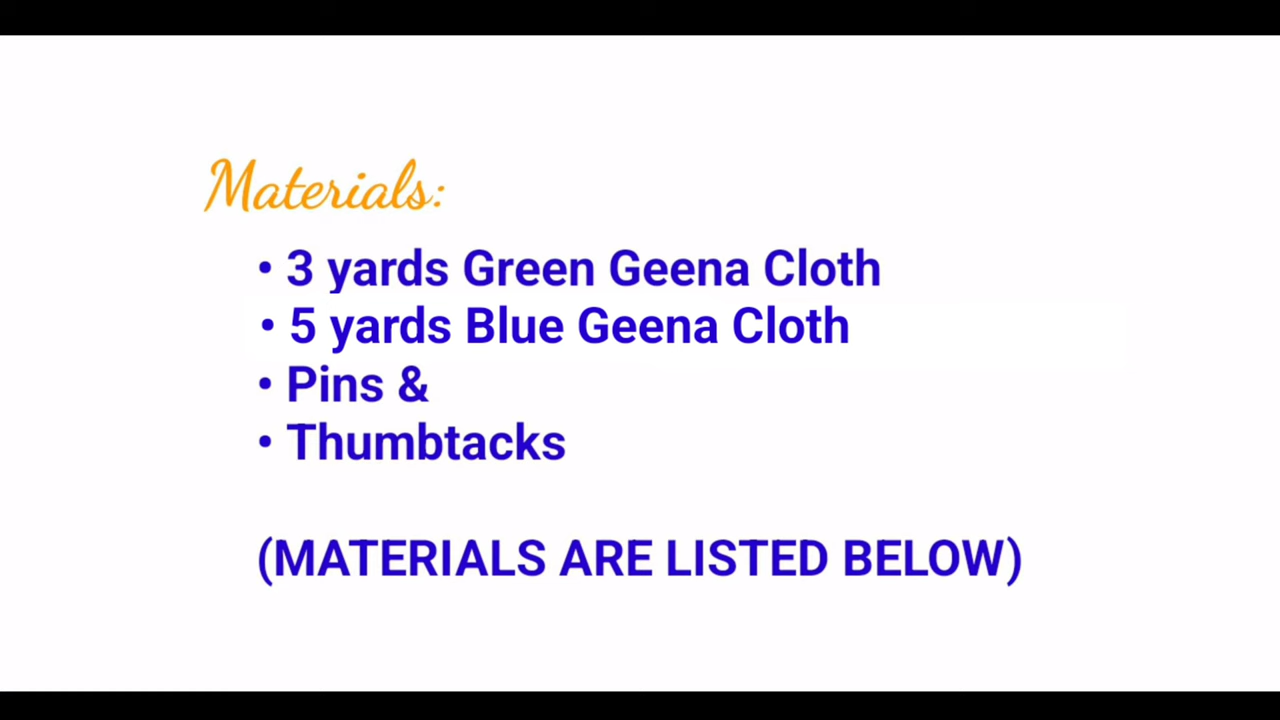 Materials:
• 3 yards Green Geena Cloth
• 5 yards Blue Geena Cloth
• Pins &
• Thumbtacks
(MATERIALS ARE LISTED BELOW)